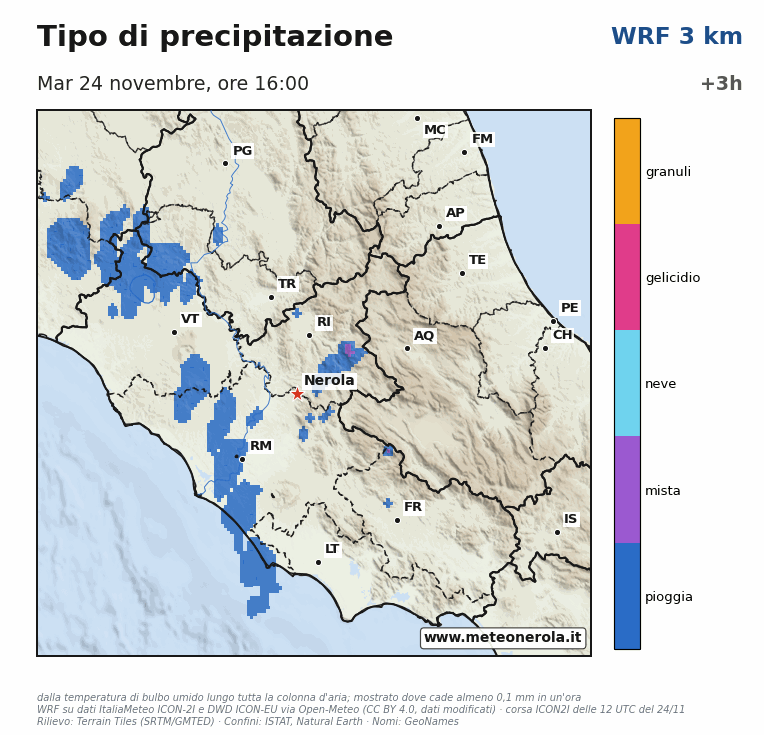 Tipo di precipitazione
WRF 3 km
Mar 24 novembre, ore 16:00
+3h
MC
FM
PG
AP
TE
TR
PE
VT
RI
AQ
CH
Nerola
RM
FR
IS
LT
www.meteonerola.it
granuli
gelicidio
neve
mista
pioggia
dalla temperatura di bulbo umido lungo tutta la colonna d'aria; mostrato dove cade almeno 0,1 mm in un'ora
WRF su dati ItaliaMeteo ICON-2I e DWD ICON-EU via Open-Meteo (CC BY 4.0, dati modificati) · corsa ICON2I delle 12 UTC del 24/11
Rilievo: Terrain Tiles (SRTM/GMTED) · Confini: ISTAT, Natural Earth · Nomi: GeoNames